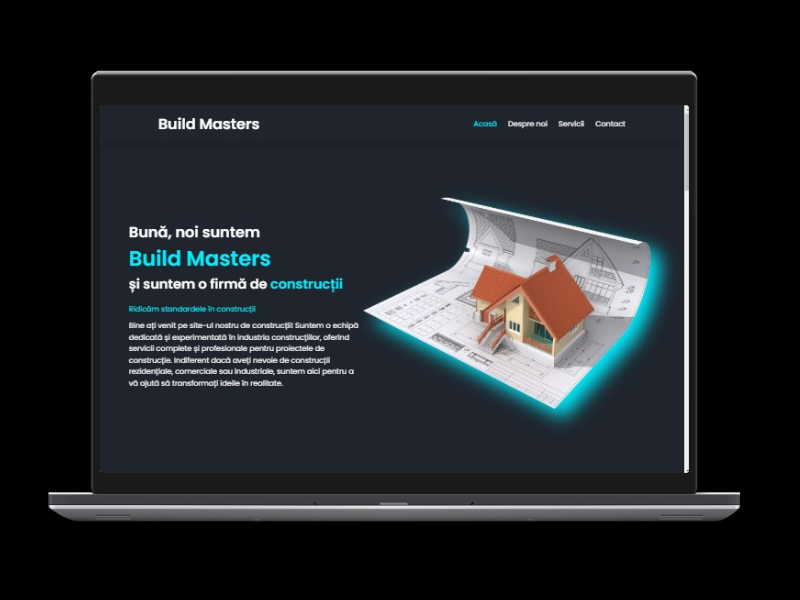 Build Masters
Acasă Despre noi Servicii Contact
Bună, noi suntem
Build Masters
și suntem o firmă de construcții
Ridicăm standardele în construcții
Bine ați venit pe site-ul nostru de construcții! Suntem o echipă
dedicată și experimentată în industria construcțiilor, oferind
servicii complete și profesionale pentru proiectele de
construcție. Indiferent dacă aveți nevoie de construcții
rezidențiale, comerciale sau industriale, suntem aici pentru a
vă ajuta să transformați ideile în realitate.